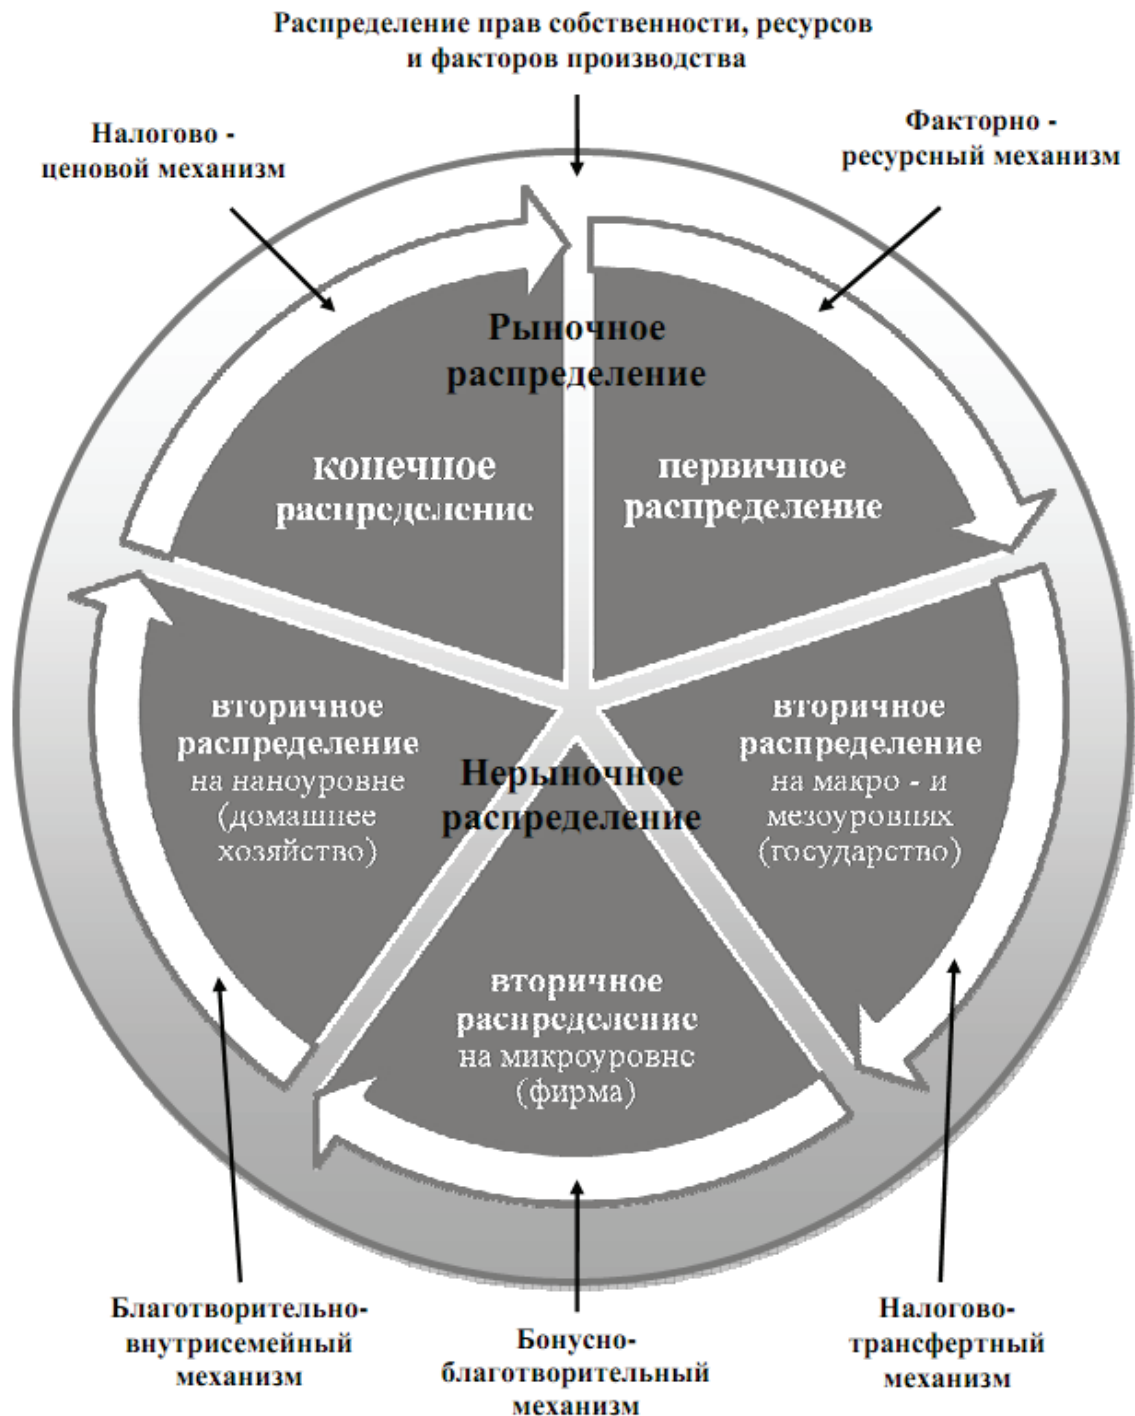 Распределение прав собственности, ресурсов
и факторов производства
Налогово -
ценовой механизм
Факторно -
ресурсный механизм
Рыночное
распределение
конечное
распределение
первичное
распределение
вторичное
распределение
на наноуровне
(домашнее
хозяйство)
Нерыночное
распределение
вторичное
распределение
на макро - и
мезоуровнях
(государство)
вторичное
распределение
на микроуровне
(фирма)
Благотворительно-
внутрисемейный
механизм
Бонусно-
благотворительный
механизм
Налогово-
трансфертный
механизм